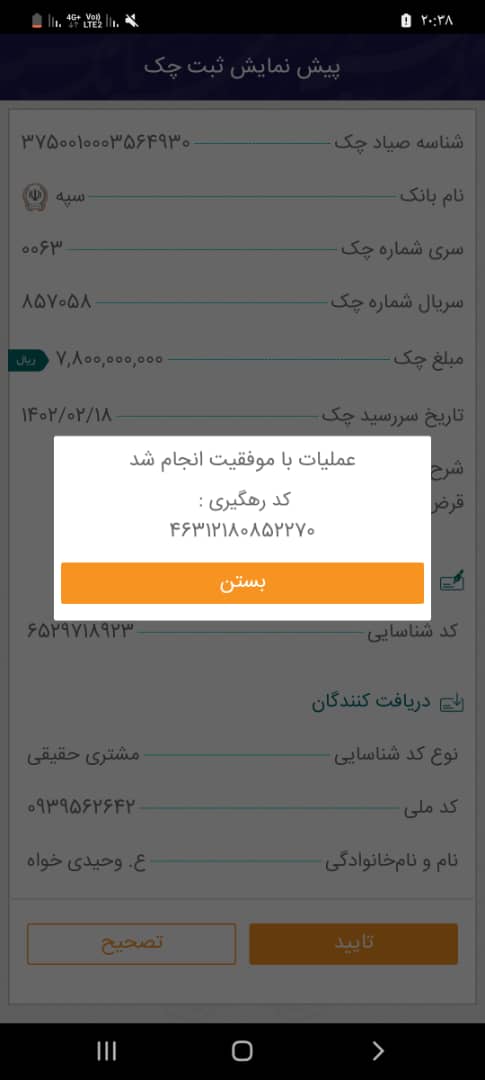 4G+ Vo) LTE2
۲۰:۳۸
پیش نمایش ثبت چک
شناسه صیاد چک ۳۷۵۰۰۱۰۰۰۳۵۶۴۹۳۰
نام بانک سپه
سری شماره چک ۰۰۶۳
سریال شماره چک ۸۵۷۰۵۸
مبلغ چک ۷,۸۰۰,۰۰۰,۰۰۰ ریال
تاریخ سررسید چک ۱۴۰۲/۰۲/۱۸
شرح
قرض
عملیات با موفقیت انجام شد
کد رهگیری :
۴۶۳۱۲۱۸۰۸۵۲۲۷۰
بستن
کد شناسایی ۶۵۲۹۷۱۸۹۲۳
دریافت کنندگان
نوع کد شناسایی مشتری حقیقی
کد ملی ۰۹۳۹۵۶۲۶۴۲
نام و نام‌خانوادگی ع. وحیدی خواه
تایید
تصحیح